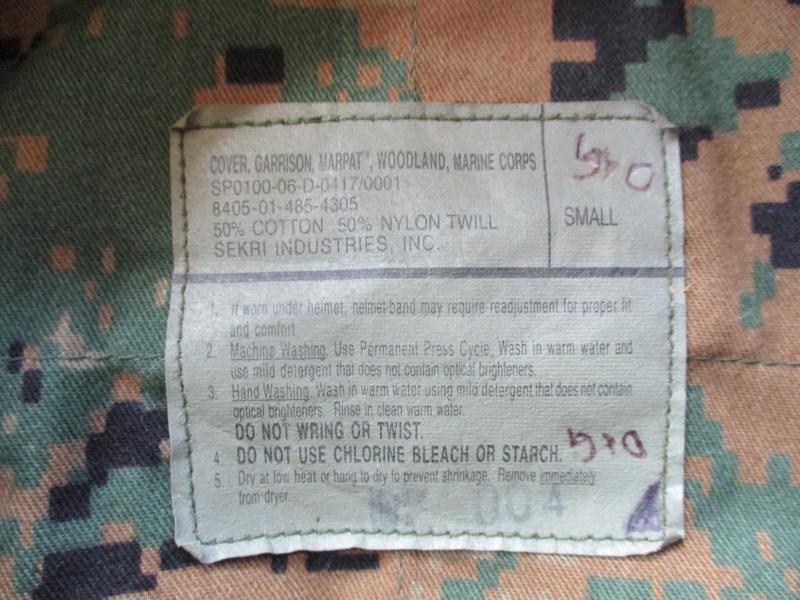 COVER, GARRISON, MARPAT™, WOODLAND, MARINE CORPS
SP0100-06-D-0417/0001
8405-01-485-4305
50% COTTON 50% NYLON TWILL
SEKRI INDUSTRIES, INC.
SMALL
1. If worn under helmet, helmet band may require readjustment for proper fit
and comfort
2. Machine Washing. Use Permanent Press Cycle. Wash in warm water and
use mild detergent that does not contain optical brighteners.
3. Hand Washing. Wash in warm water using mild detergent that does not contain
optical brighteners. Rinse in clean warm water.
DO NOT WRING OR TWIST.
4. DO NOT USE CHLORINE BLEACH OR STARCH.
5. Dry at low heat or hang to dry to prevent shrinkage. Remove immediately
from dryer.
004